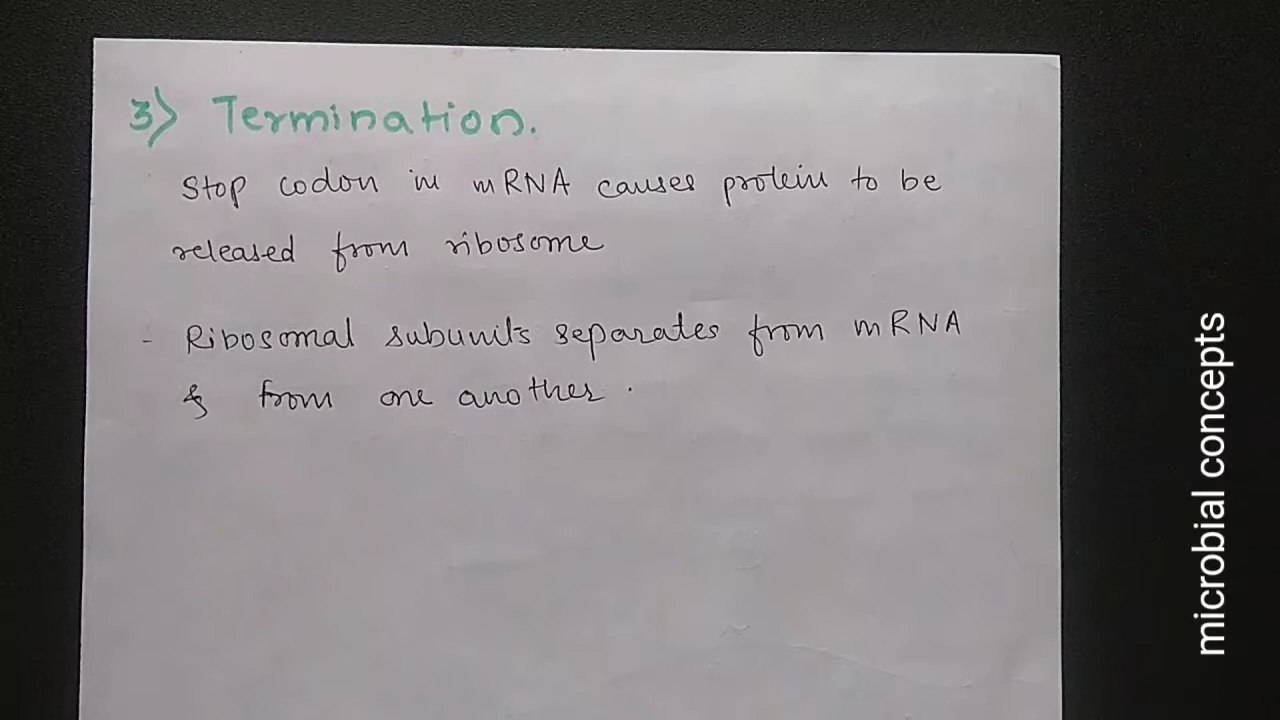 3) Termination.
Stop codon in mRNA causes protein to be
released from ribosome
- Ribosomal subunits separates from mRNA
& from one another.
microbial concepts